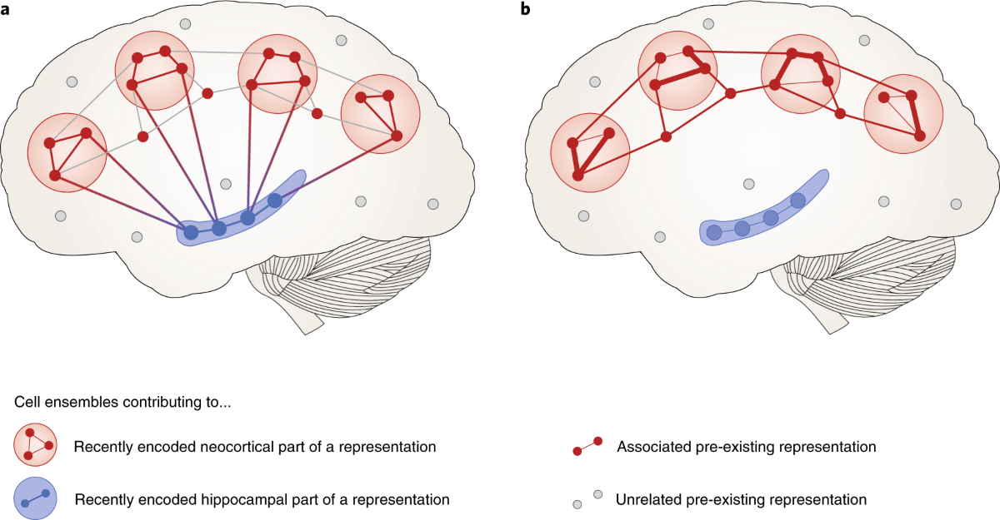 a
b
Cell ensembles contributing to...
Recently encoded neocortical part of a representation
Associated pre-existing representation
Recently encoded hippocampal part of a representation
Unrelated pre-existing representation